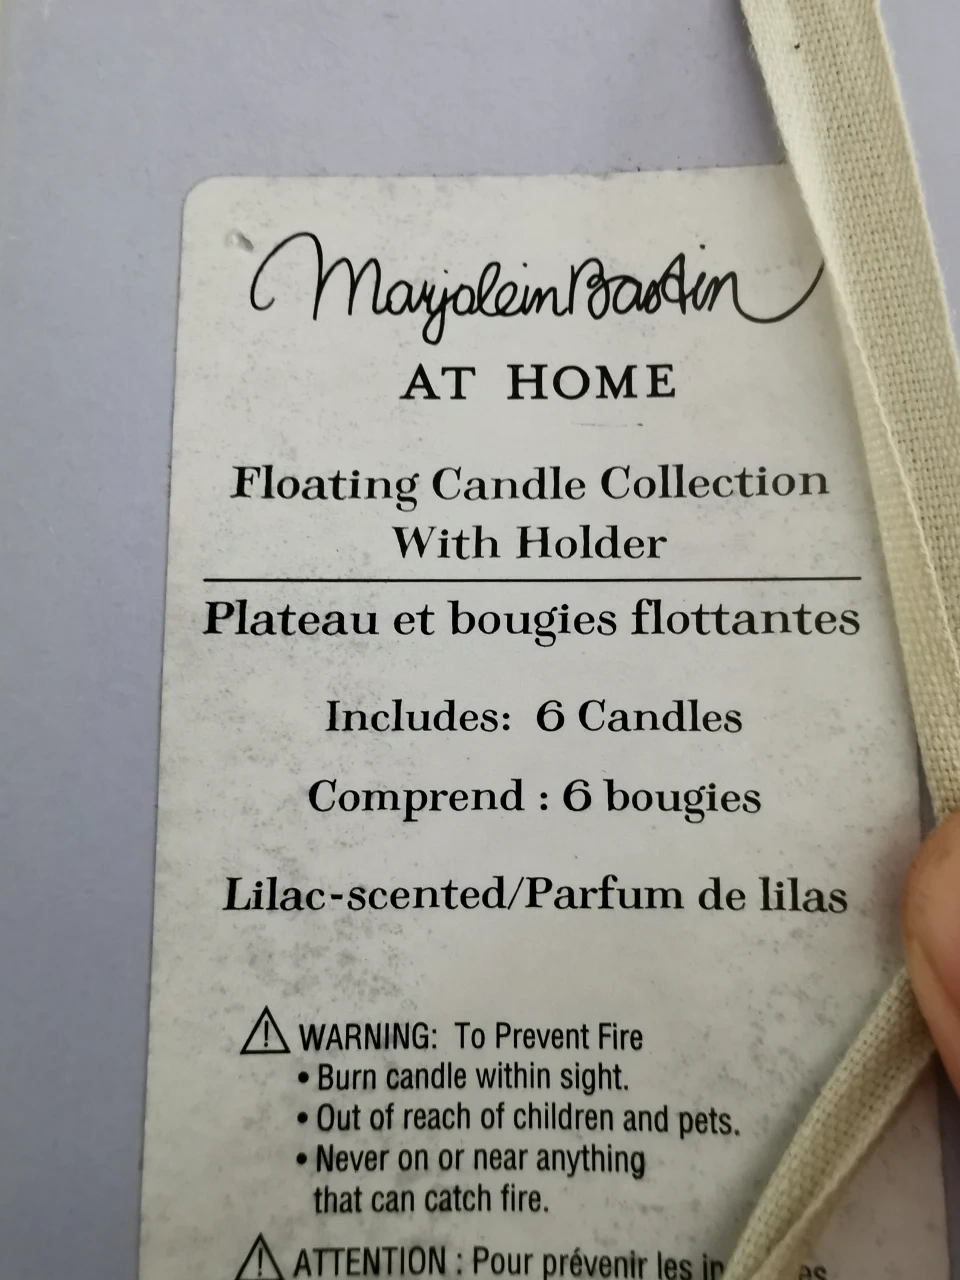 Marjolein Bastin
AT HOME
Floating Candle Collection
With Holder
Plateau et bougies flottantes
Includes: 6 Candles
Comprend : 6 bougies
Lilac-scented/Parfum de lilas
WARNING: To Prevent Fire
• Burn candle within sight.
• Out of reach of children and pets.
• Never on or near anything
that can catch fire.
ATTENTION : Pour prévenir les